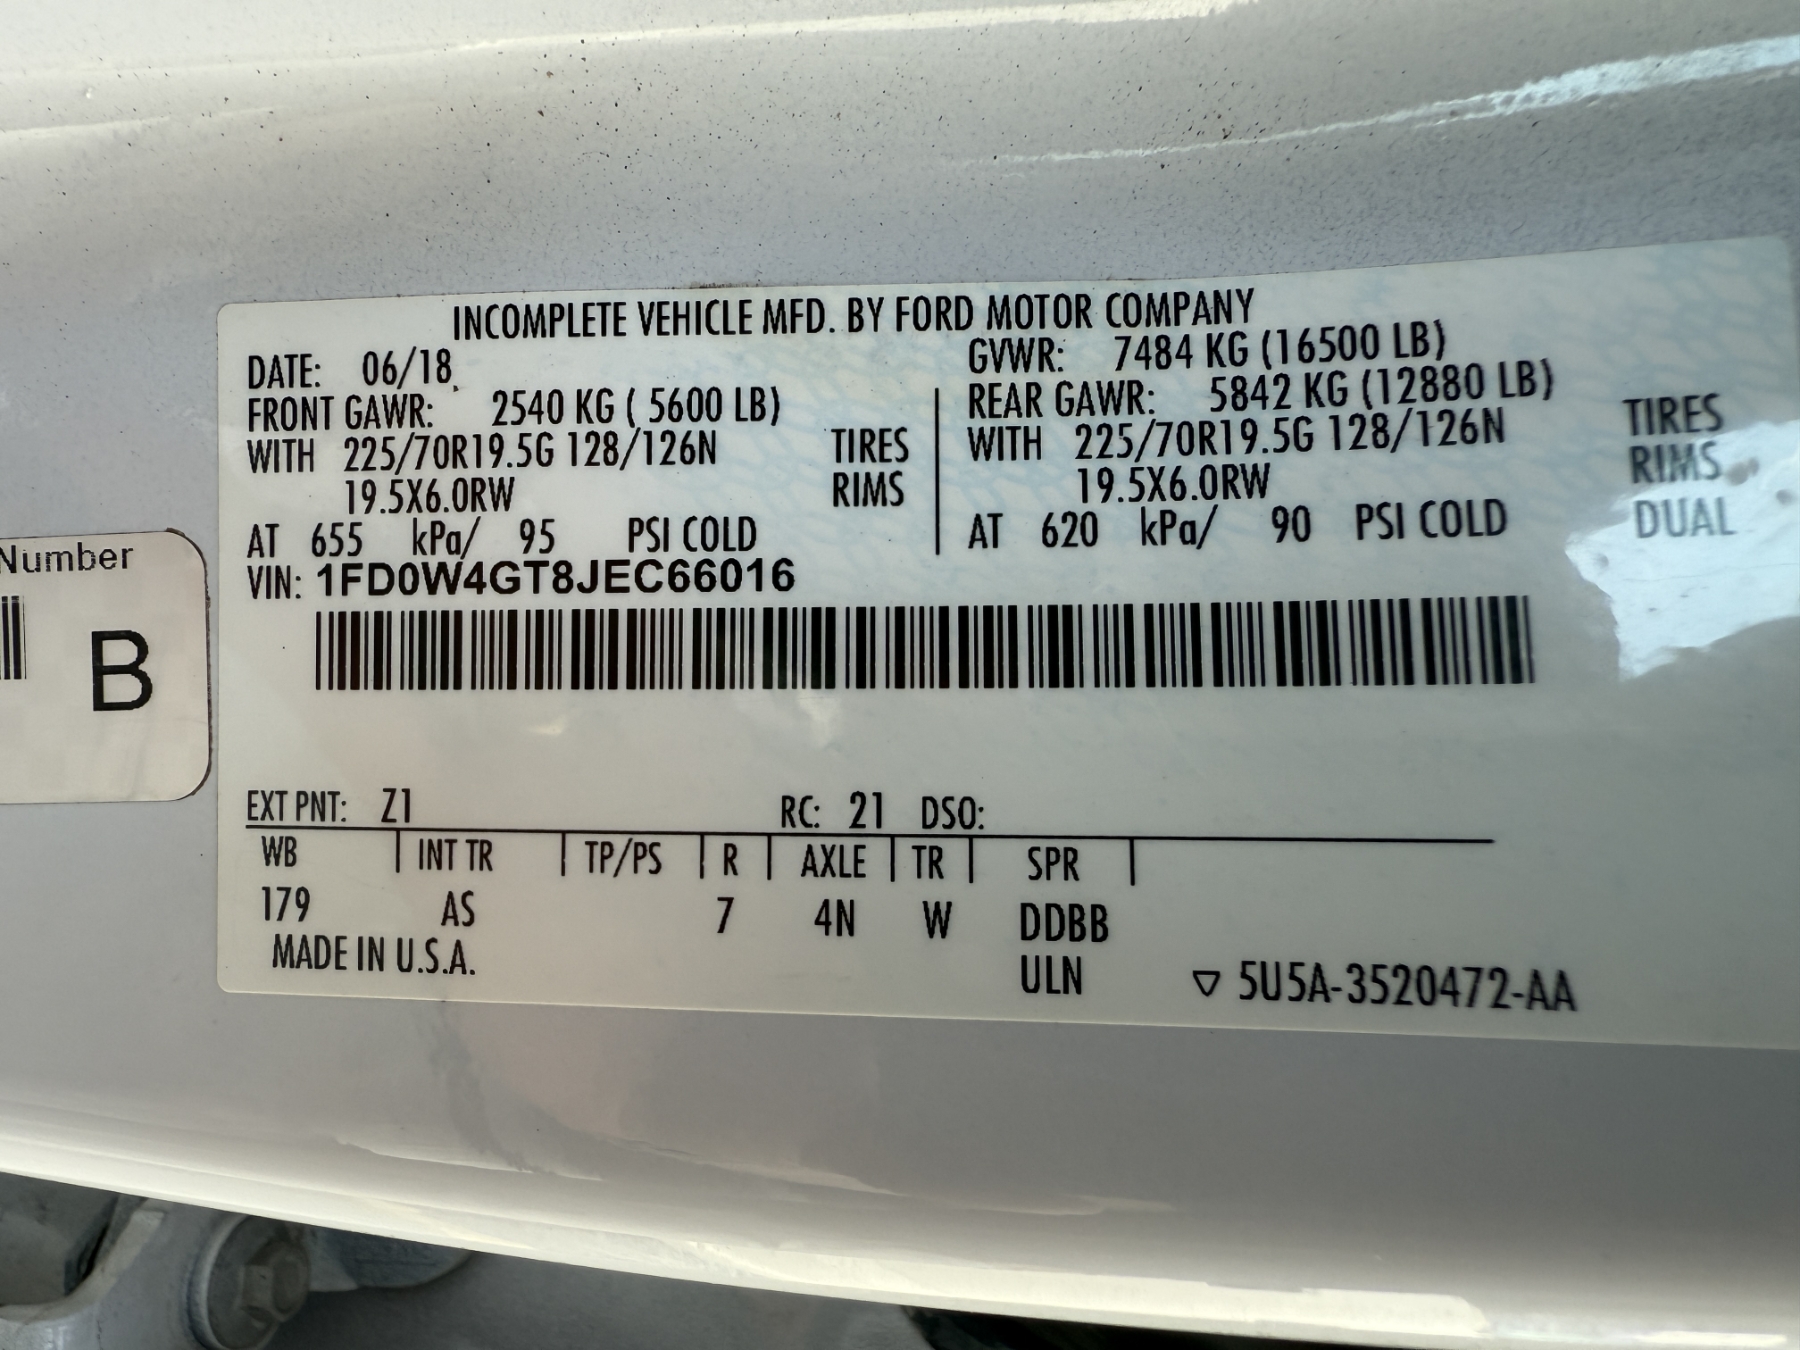 INCOMPLETE VEHICLE MFD. BY FORD MOTOR COMPANY
DATE: 06/18 GVWR: 7484 KG (16500 LB)
FRONT GAWR: 2540 KG ( 5600 LB) REAR GAWR: 5842 KG (12880 LB)
WITH 225/70R19.5G 128/126N TIRES WITH 225/70R19.5G 128/126N TIRES
19.5X6.0RW RIMS 19.5X6.0RW RIMS
AT 655 kPa/ 95 PSI COLD AT 620 kPa/ 90 PSI COLD DUAL
VIN: 1FD0W4GT8JEC66016
Number
B
EXT PNT: Z1 RC: 21 DSO:
WB INT TR TP/PS R AXLE TR SPR
179 AS 7 4N W DDBB
MADE IN U.S.A. ULN ▽ 5U5A-3520472-AA